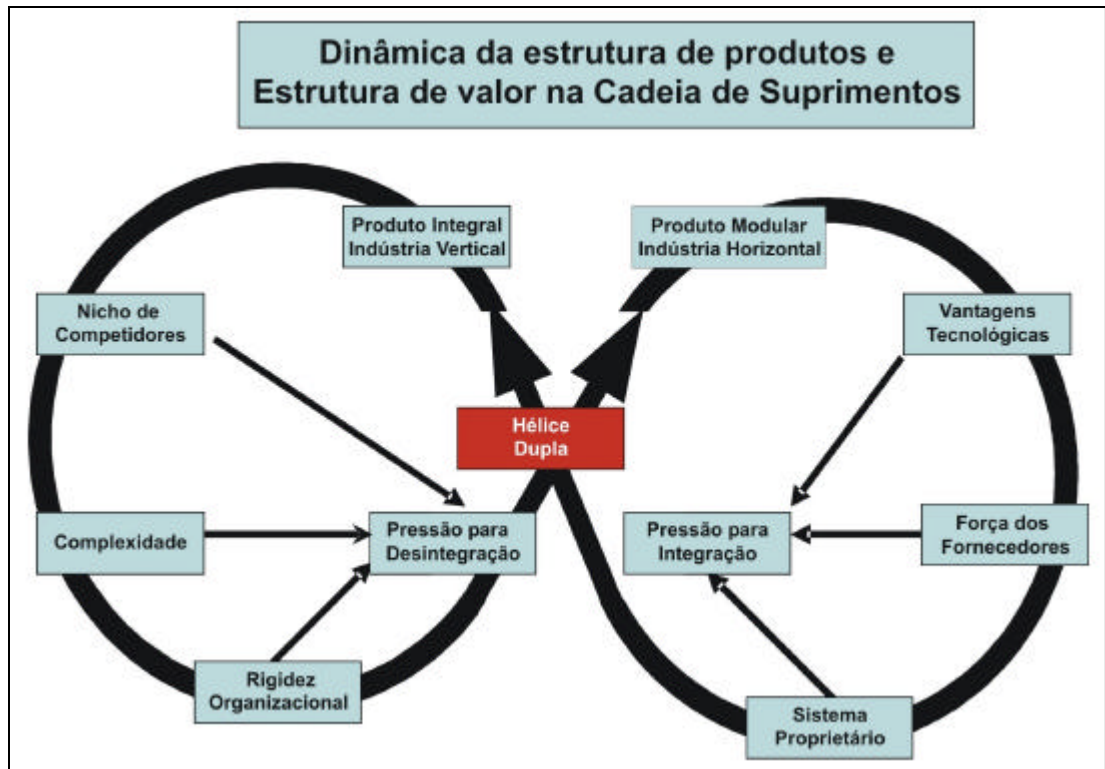 Dinâmica da estrutura de produtos e
Estrutura de valor na Cadeia de Suprimentos
Produto Integral
Indústria Vertical
Produto Modular
Indústria Horizontal
Nicho de
Competidores
Vantagens
Tecnológicas
Hélice
Dupla
Complexidade
Pressão para
Desintegração
Pressão para
Integração
Força dos
Fornecedores
Rigidez
Organizacional
Sistema
Proprietário